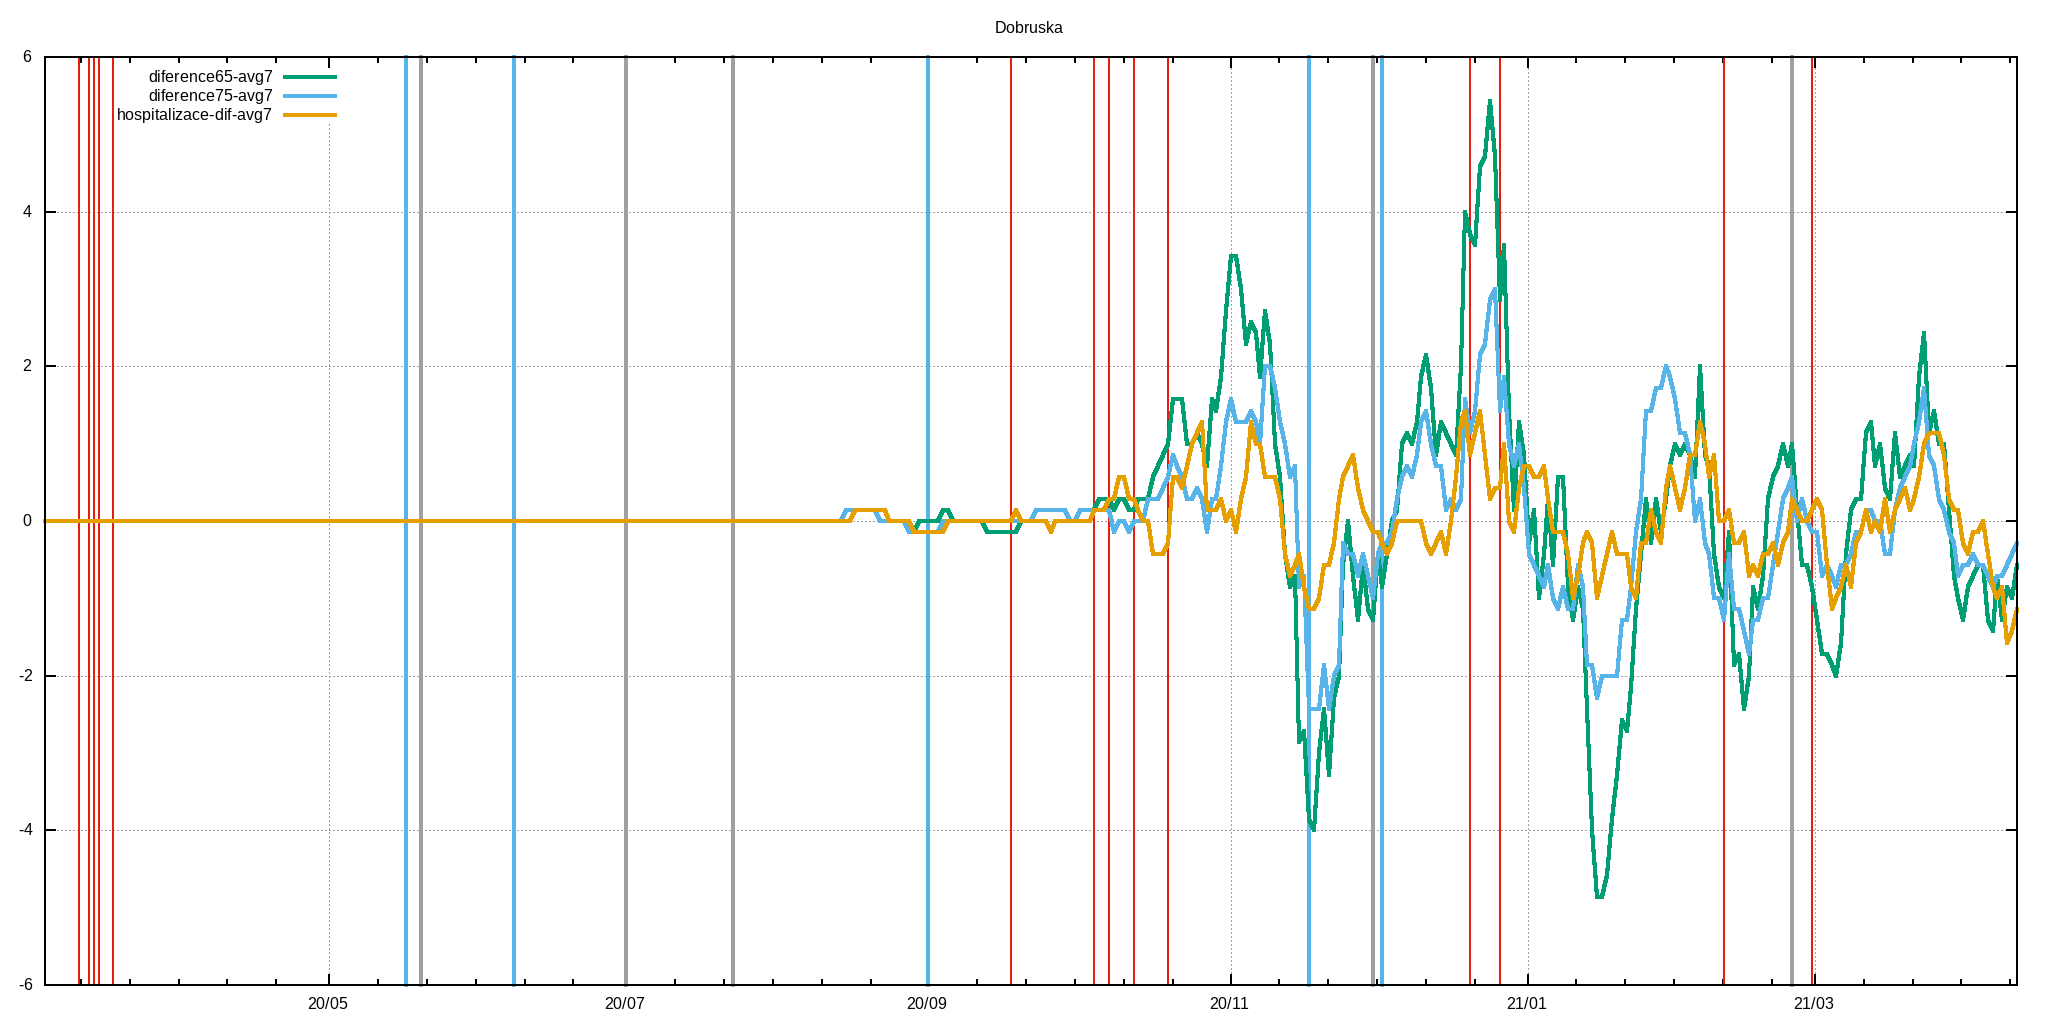 Dobruska
6
diference65-avg7
diference75-avg7
hospitalizace-dif-avg7
4
2
0
-2
-4
-6
20/05 20/07 20/09 20/11 21/01 21/03